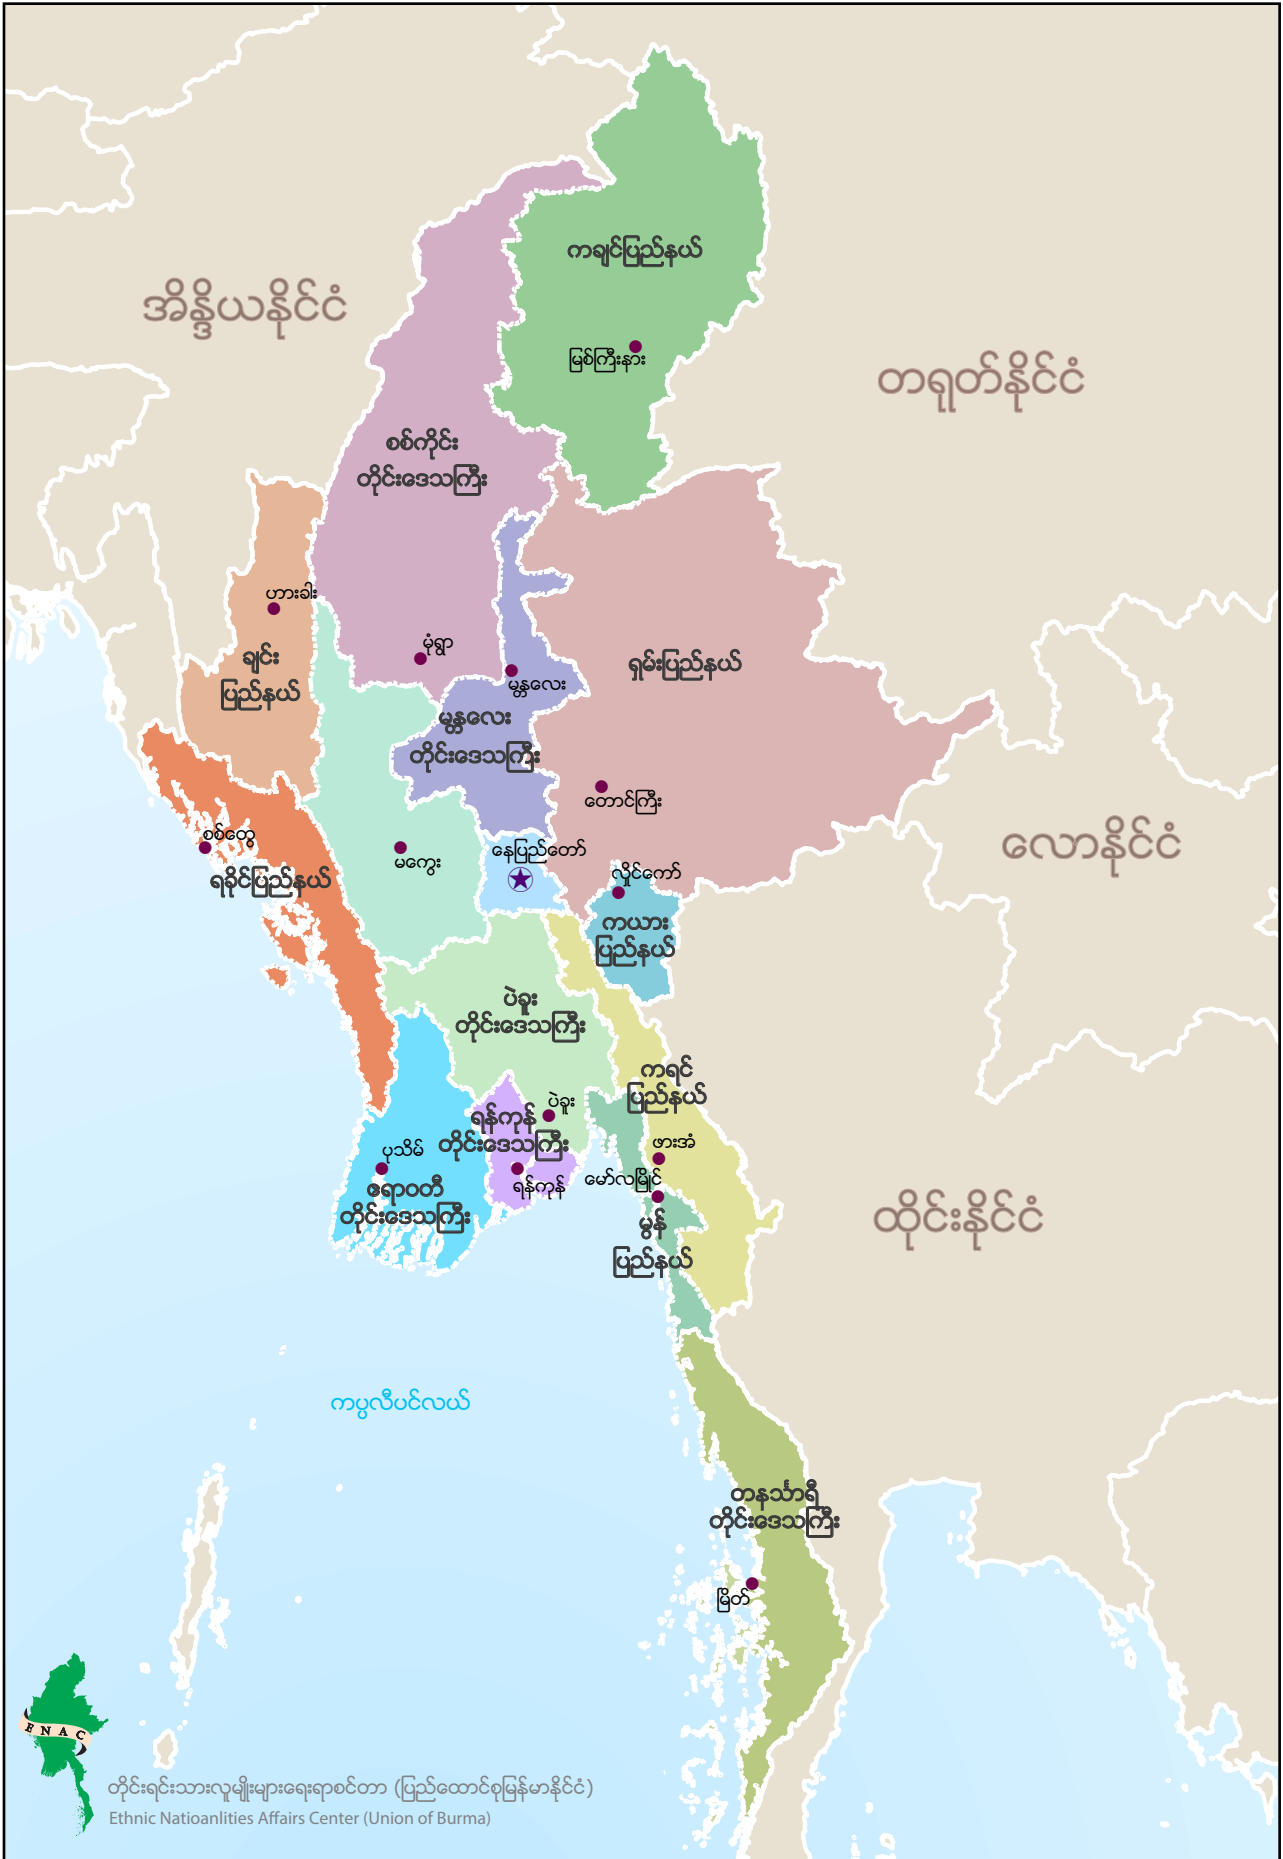 ကချင်ပြည်နယ်
အိန္ဒိယနိုင်ငံ
မြစ်ကြီးနား
တရုတ်နိုင်ငံ
စစ်ကိုင်း
တိုင်းဒေသကြီး
ဟားခါး
မုံရွာ
ချင်း
ပြည်နယ်
ရှမ်းပြည်နယ်
မန္တလေး
မန္တလေး
တိုင်းဒေသကြီး
တောင်ကြီး
စစ်တွေ
မကွေး
နေပြည်တော်
လောနိုင်ငံ
ရခိုင်ပြည်နယ်
လှိုင်ကော်
ကယား
ပြည်နယ်
ပဲခူး
တိုင်းဒေသကြီး
ကရင်
ပြည်နယ်
ပဲခူး
ရန်ကုန်
တိုင်းဒေသကြီး
ပုသိမ်
ဖားအံ
ရန်ကုန်
မော်လမြိုင်
ဧရာဝတီ
တိုင်းဒေသကြီး
ထိုင်းနိုင်ငံ
မွန်
ပြည်နယ်
ကပ္ပလီပင်လယ်
တနင်္သာရီ
တိုင်းဒေသကြီး
မြိတ်
ENAC
တိုင်းရင်းသားလူမျိုးများရေးရာစင်တာ (ပြည်ထောင်စုမြန်မာနိုင်ငံ)
Ethnic Natioanlities Affairs Center (Union of Burma)